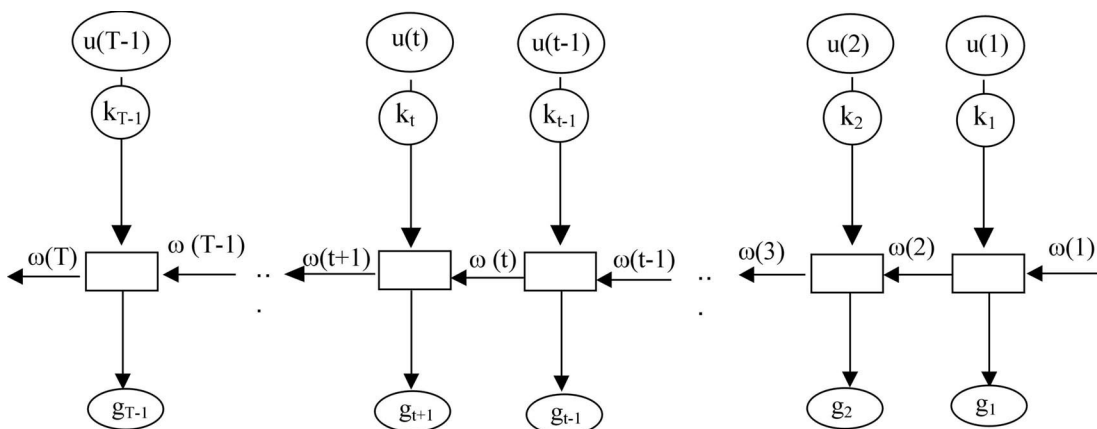 u(T-1) u(t) u(t-1) u(2) u(1)
k_{T-1} k_t k_{t-1} k_2 k_1
ω(T) ω (T-1) .. . ω(t+1) ω (t) ω(t-1) .. . ω(3) ω(2) ω(1)
g_{T-1} g_{t+1} g_{t-1} g_2 g_1